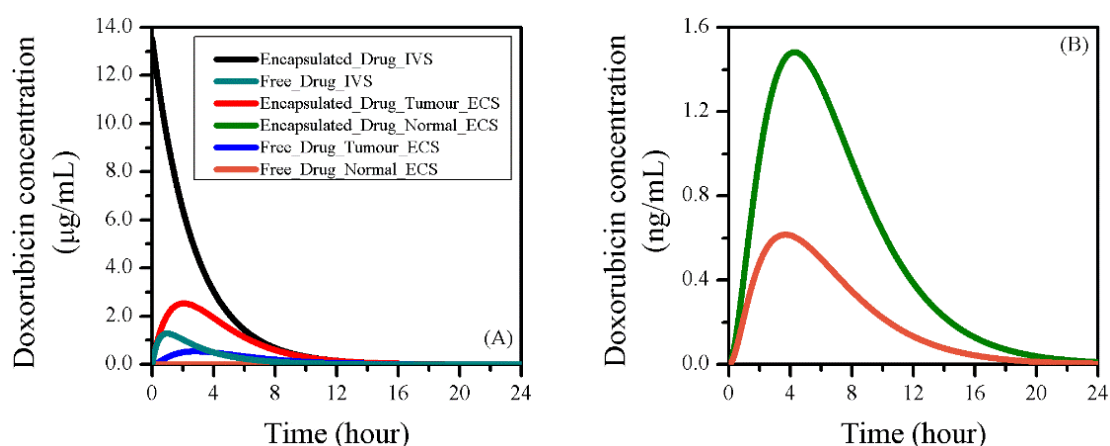 14.0
12.0
10.0
8.0
6.0
4.0
2.0
0.0
Doxorubicin concentration
(μg/mL)
Encapsulated_Drug_IVS
Free_Drug_IVS
Encapsulated_Drug_Tumour_ECS
Encapsulated_Drug_Normal_ECS
Free_Drug_Tumour_ECS
Free_Drug_Normal_ECS
(A)
0 4 8 12 16 20 24
Time (hour)
1.6
1.2
0.8
0.4
0.0
Doxorubicin concentration
(ng/mL)
(B)
0 4 8 12 16 20 24
Time (hour)